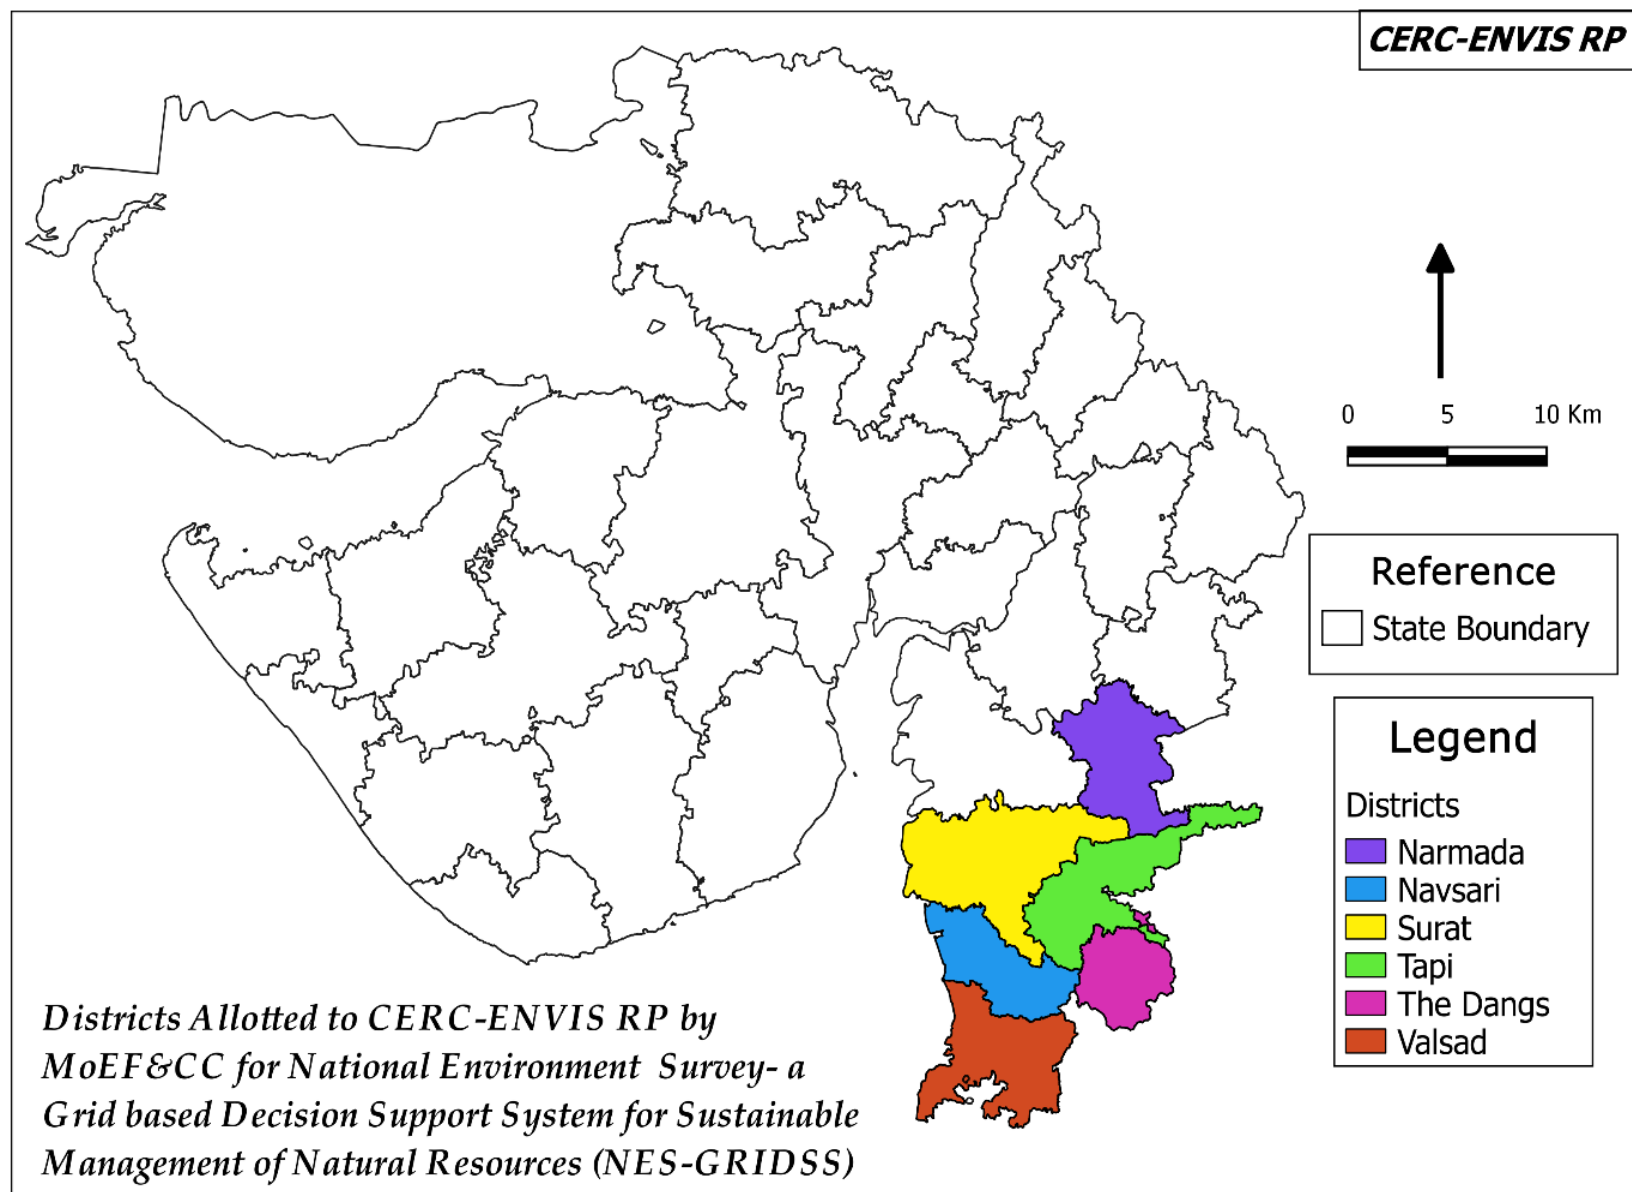 CERC-ENVIS RP
0 5 10 Km
Reference
State Boundary
Legend
Districts
Narmada
Navsari
Surat
Tapi
The Dangs
Valsad
Districts Allotted to CERC-ENVIS RP by
MoEF&CC for National Environment Survey- a
Grid based Decision Support System for Sustainable
Management of Natural Resources (NES-GRIDSS)